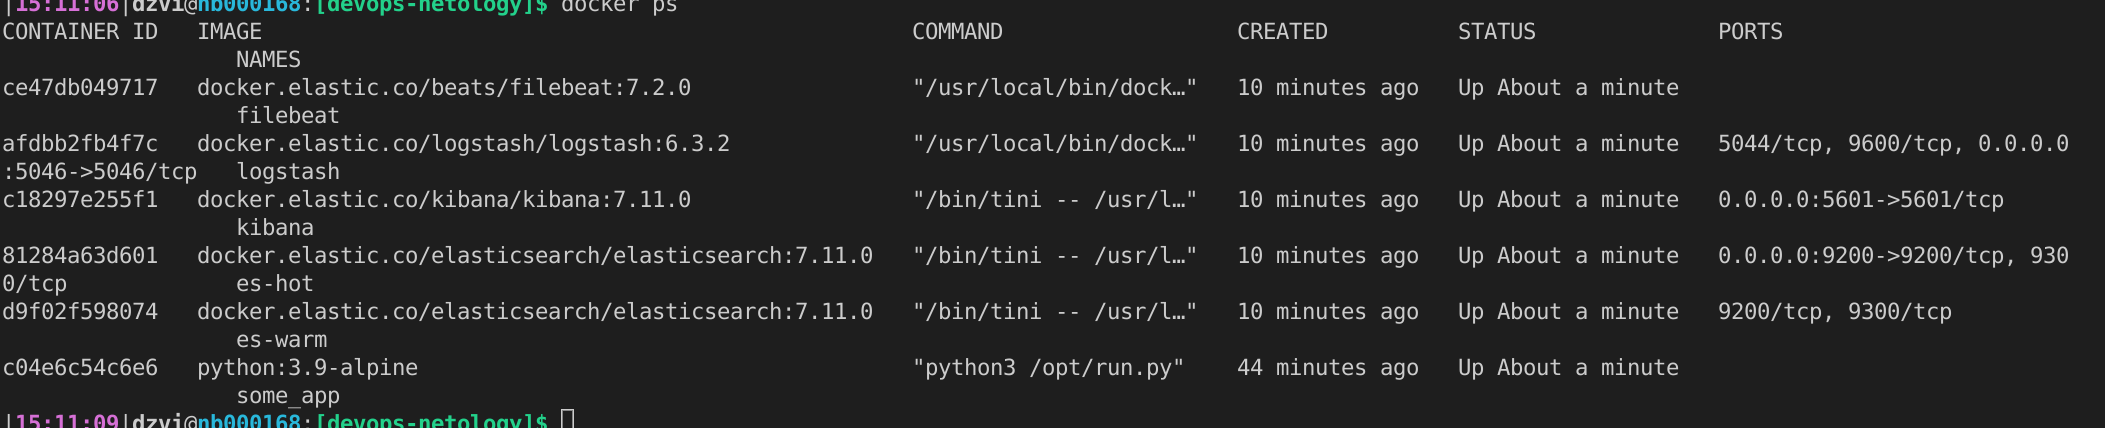 |15:11:06|dzvi@nb000168:[devops-netology]$ docker ps
CONTAINER ID   IMAGE                                                  COMMAND                  CREATED          STATUS              PORTS
                  NAMES
ce47db049717   docker.elastic.co/beats/filebeat:7.2.0                 "/usr/local/bin/dock…"   10 minutes ago   Up About a minute
                  filebeat
afdbb2fb4f7c   docker.elastic.co/logstash/logstash:6.3.2              "/usr/local/bin/dock…"   10 minutes ago   Up About a minute   5044/tcp, 9600/tcp, 0.0.0.0
:5046->5046/tcp   logstash
c18297e255f1   docker.elastic.co/kibana/kibana:7.11.0                 "/bin/tini -- /usr/l…"   10 minutes ago   Up About a minute   0.0.0.0:5601->5601/tcp
                  kibana
81284a63d601   docker.elastic.co/elasticsearch/elasticsearch:7.11.0   "/bin/tini -- /usr/l…"   10 minutes ago   Up About a minute   0.0.0.0:9200->9200/tcp, 930
0/tcp             es-hot
d9f02f598074   docker.elastic.co/elasticsearch/elasticsearch:7.11.0   "/bin/tini -- /usr/l…"   10 minutes ago   Up About a minute   9200/tcp, 9300/tcp
                  es-warm
c04e6c54c6e6   python:3.9-alpine                                      "python3 /opt/run.py"    44 minutes ago   Up About a minute
                  some_app
|15:11:09|dzvi@nb000168:[devops-netology]$